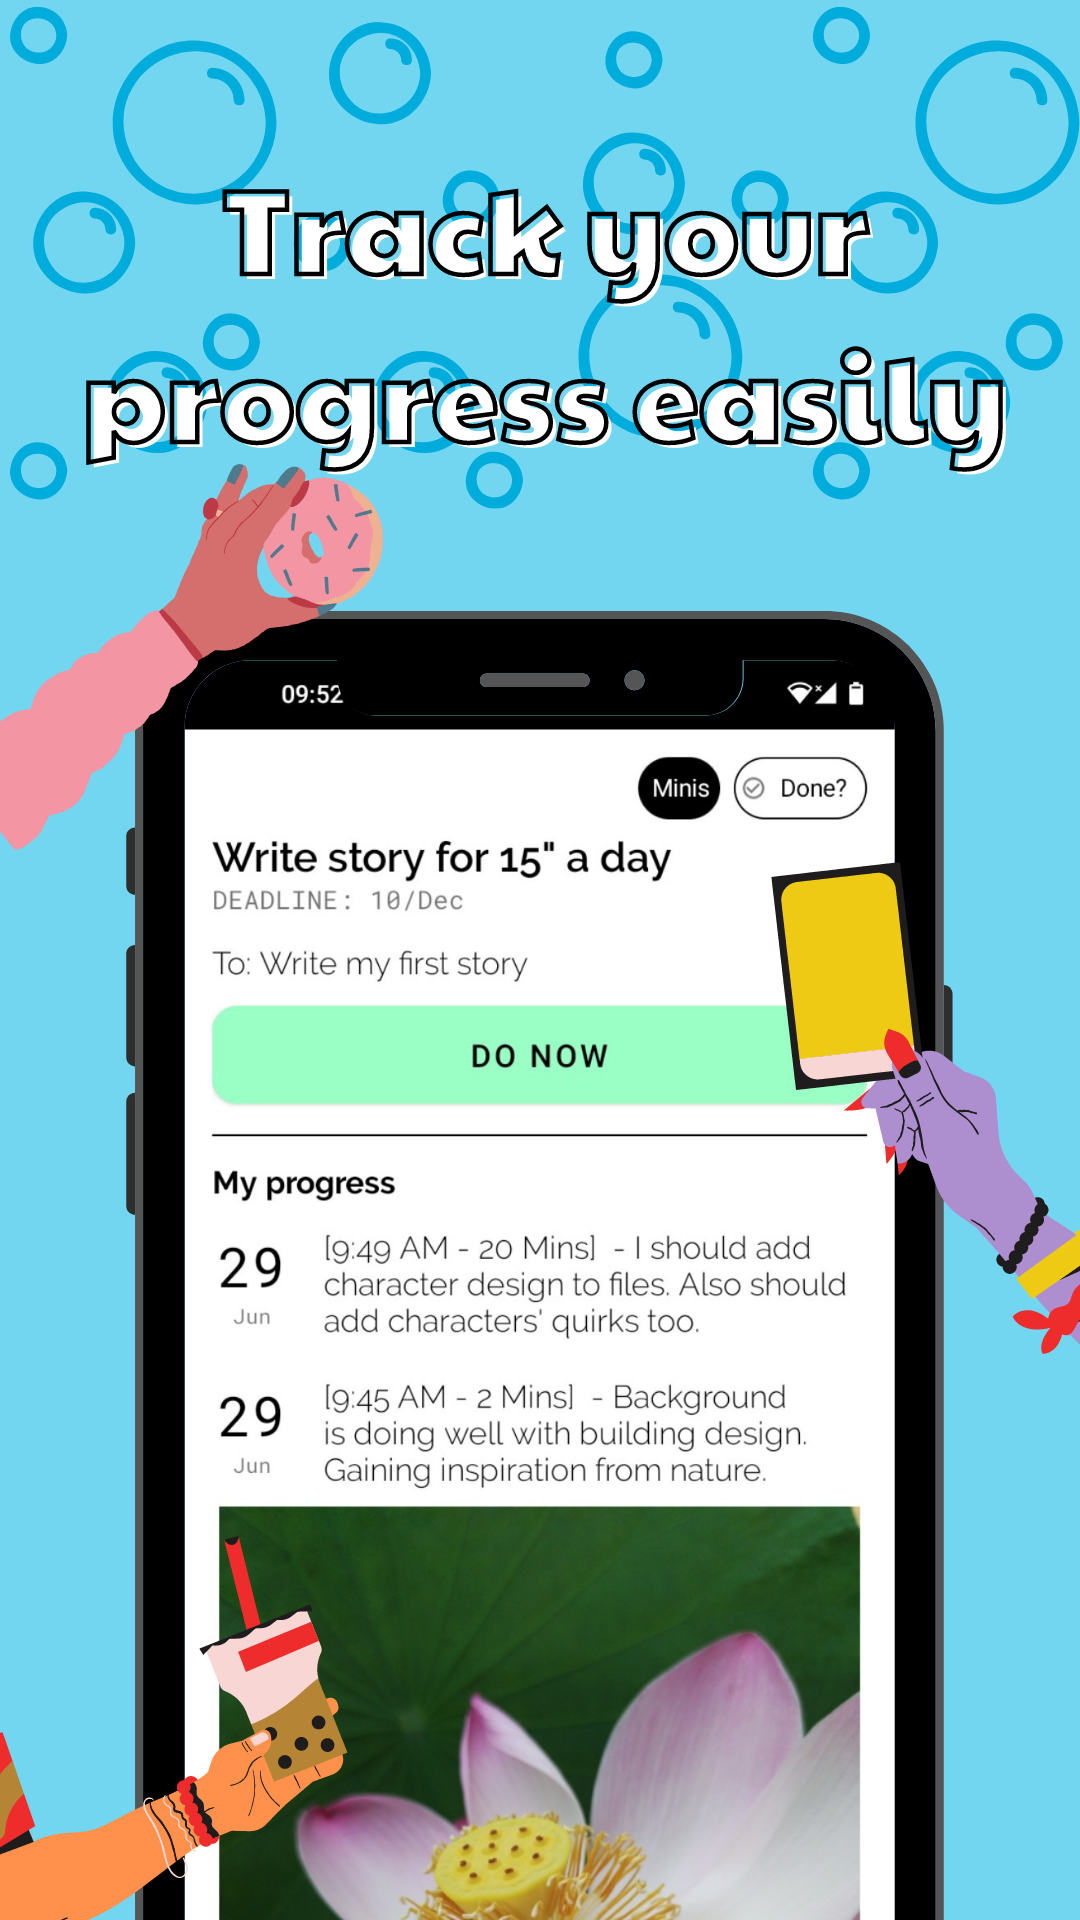 Track your
progress easily
09:52
Minis
Done?
Write story for 15" a day
DEADLINE: 10/Dec
To: Write my first story
DO NOW
My progress
29
Jun
[9:49 AM - 20 Mins]  - I should add
character design to files. Also should
add characters' quirks too.
29
Jun
[9:45 AM - 2 Mins]  - Background
is doing well with building design.
Gaining inspiration from nature.